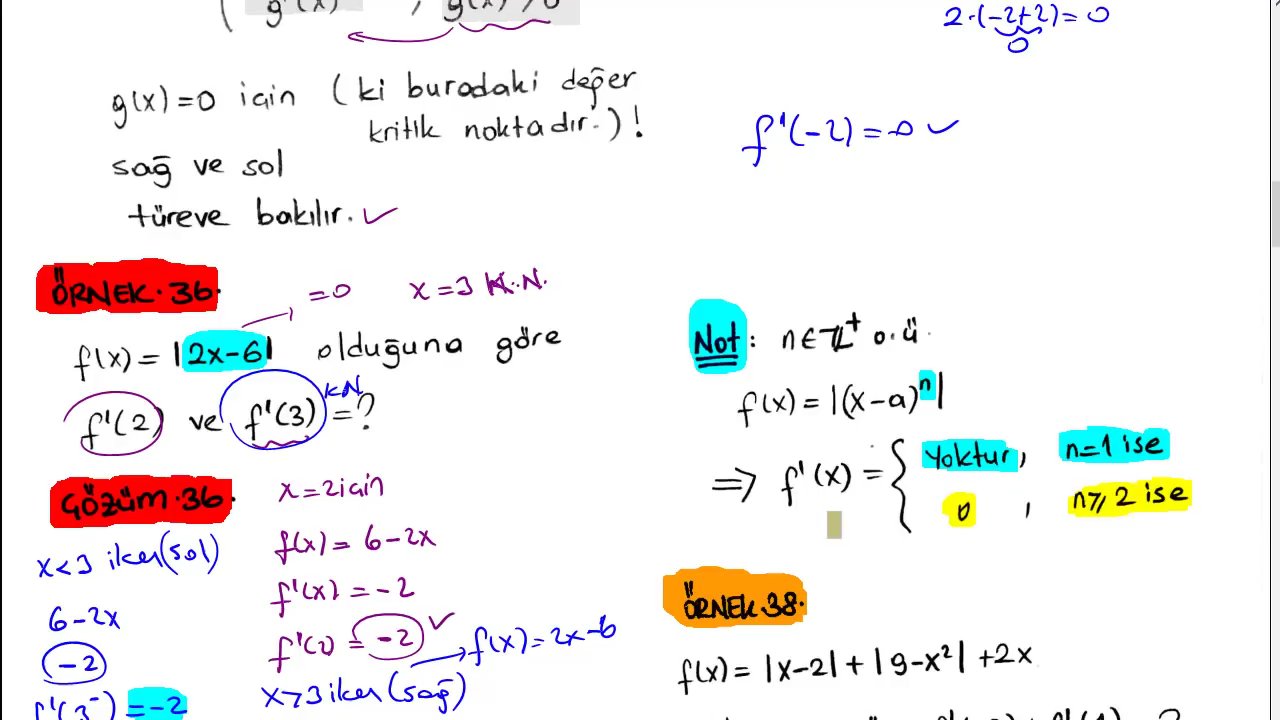 g'(x)
2·(-2+2)=0
0
g(x)=0 için (ki buradaki değer
kritik noktadır.)!
sağ ve sol
türeve bakılır.
f'(-2)=0
ÖRNEK.36.
=0 x=3 K.N.
f(x)=|2x-6| olduğuna göre
f'(2) ve f'(3) =?
KN
GÖZÜM.36.
x=2 için
f(x)= 6-2x
f'(x)=-2
-2
x<3 iken(sol)
6-2x
-2
f'(3⁻)=-2
x>3 iken (sağ)
f(x)=2x-6
Not: n∈ℤ⁺ o.ü.
f(x)=|(x-a)ⁿ|
⇒ f'(x)= { Yoktur, n=1 ise
0 , n≥2 ise
ÖRNEK.38.
f(x)= |x-2|+|9-x²|+2x